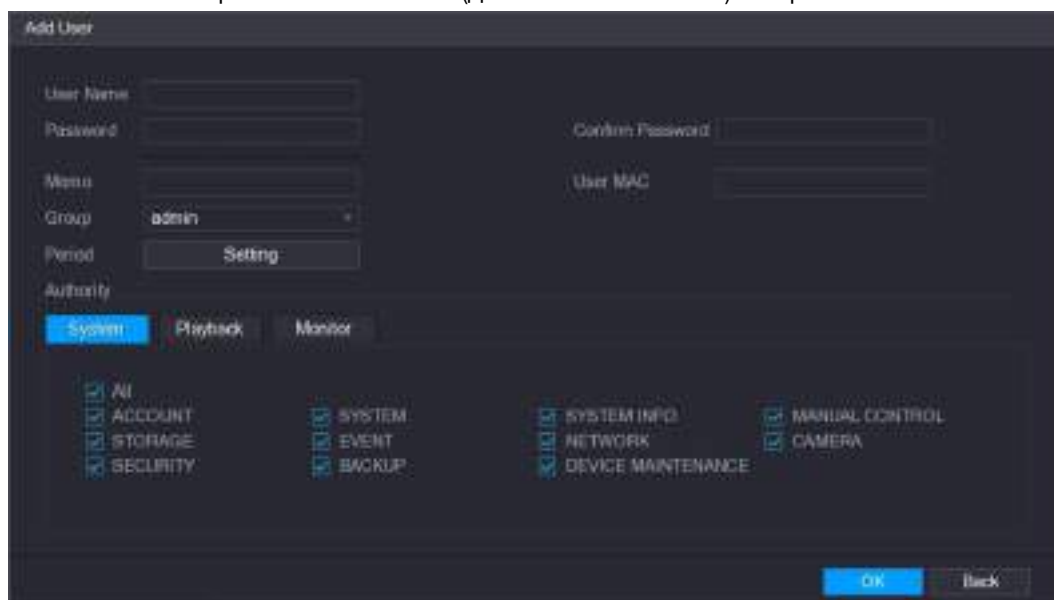 Add User
User Name
Password Confirm Password
Memo User MAC
Group admin
Period Setting
Authority
System Playback Monitor
All
ACCOUNT SYSTEM SYSTEM INFO MANUAL CONTROL
STORAGE EVENT NETWORK CAMERA
SECURITY BACKUP DEVICE MAINTENANCE
OK Back